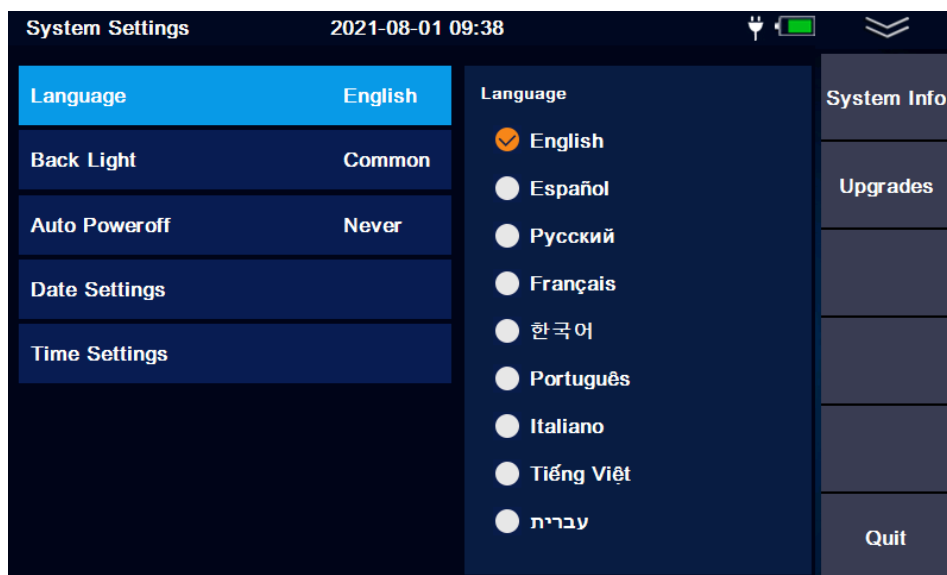 System Settings 2021-08-01 09:38
Language English
Back Light Common
Auto Poweroff Never
Date Settings
Time Settings
Language
English
Español
Русский
Français
한국어
Português
Italiano
Tiếng Việt
עברית
System Info
Upgrades
Quit